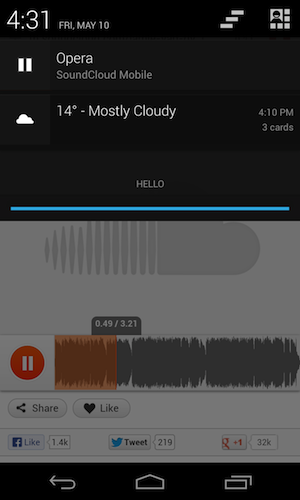 4:31 FRI, MAY 10
Opera
SoundCloud Mobile
14° - Mostly Cloudy
4:10 PM
3 cards
HELLO
0.49 / 3.21
Share
Like
Like 1.4k
Tweet 219
+1 32k